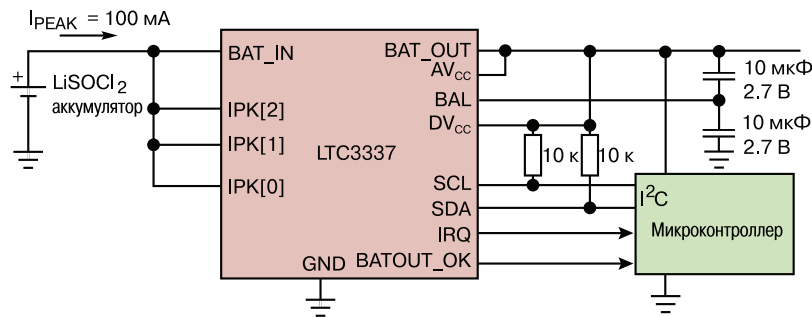 I PEAK = 100 мА
BAT_IN
BAT_OUT
AVCC
LiSOCl2
аккумулятор
+
IPK[2]
BAL
10 мкФ
2.7 В
IPK[1]
DVCC
10 мкФ
2.7 В
LTC3337
10 к
10 к
IPK[0]
SCL
I2C
SDA
Микроконтроллер
IRQ
GND
BATOUT_OK